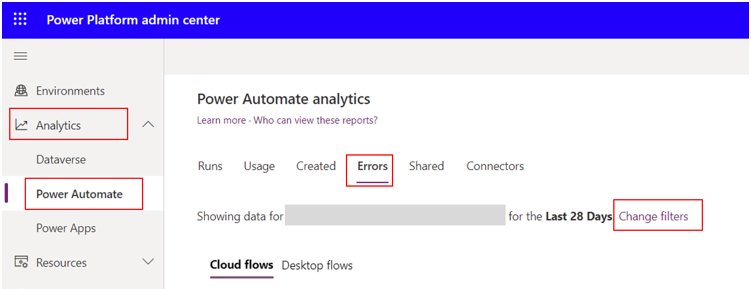 Power Platform admin center
Environments
Analytics
Dataverse
Power Automate
Power Apps
Resources
Power Automate analytics
Learn more · Who can view these reports?
Runs Usage Created Errors Shared Connectors
Showing data for for the Last 28 Days Change filters
Cloud flows Desktop flows